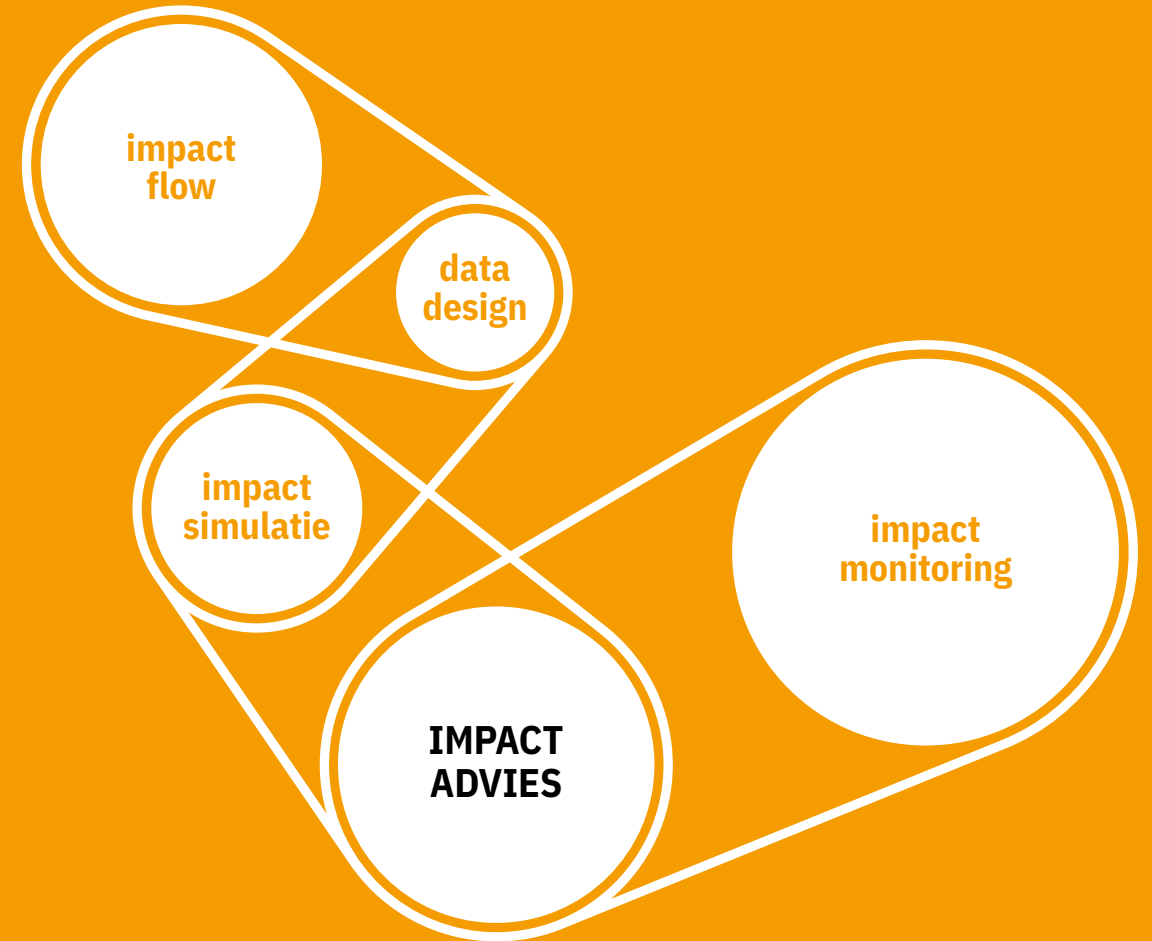 impact
flow
data
design
impact
simulatie
impact
monitoring
IMPACT
ADVIES